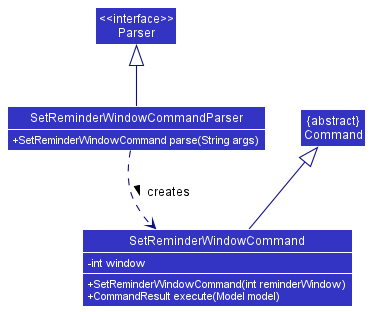 <<interface>>
Parser
SetReminderWindowCommandParser
+SetReminderWindowCommand parse(String args)
{abstract}
Command
creates
SetReminderWindowCommand
-int window
+SetReminderWindowCommand(int reminderWindow)
+CommandResult execute(Model model)